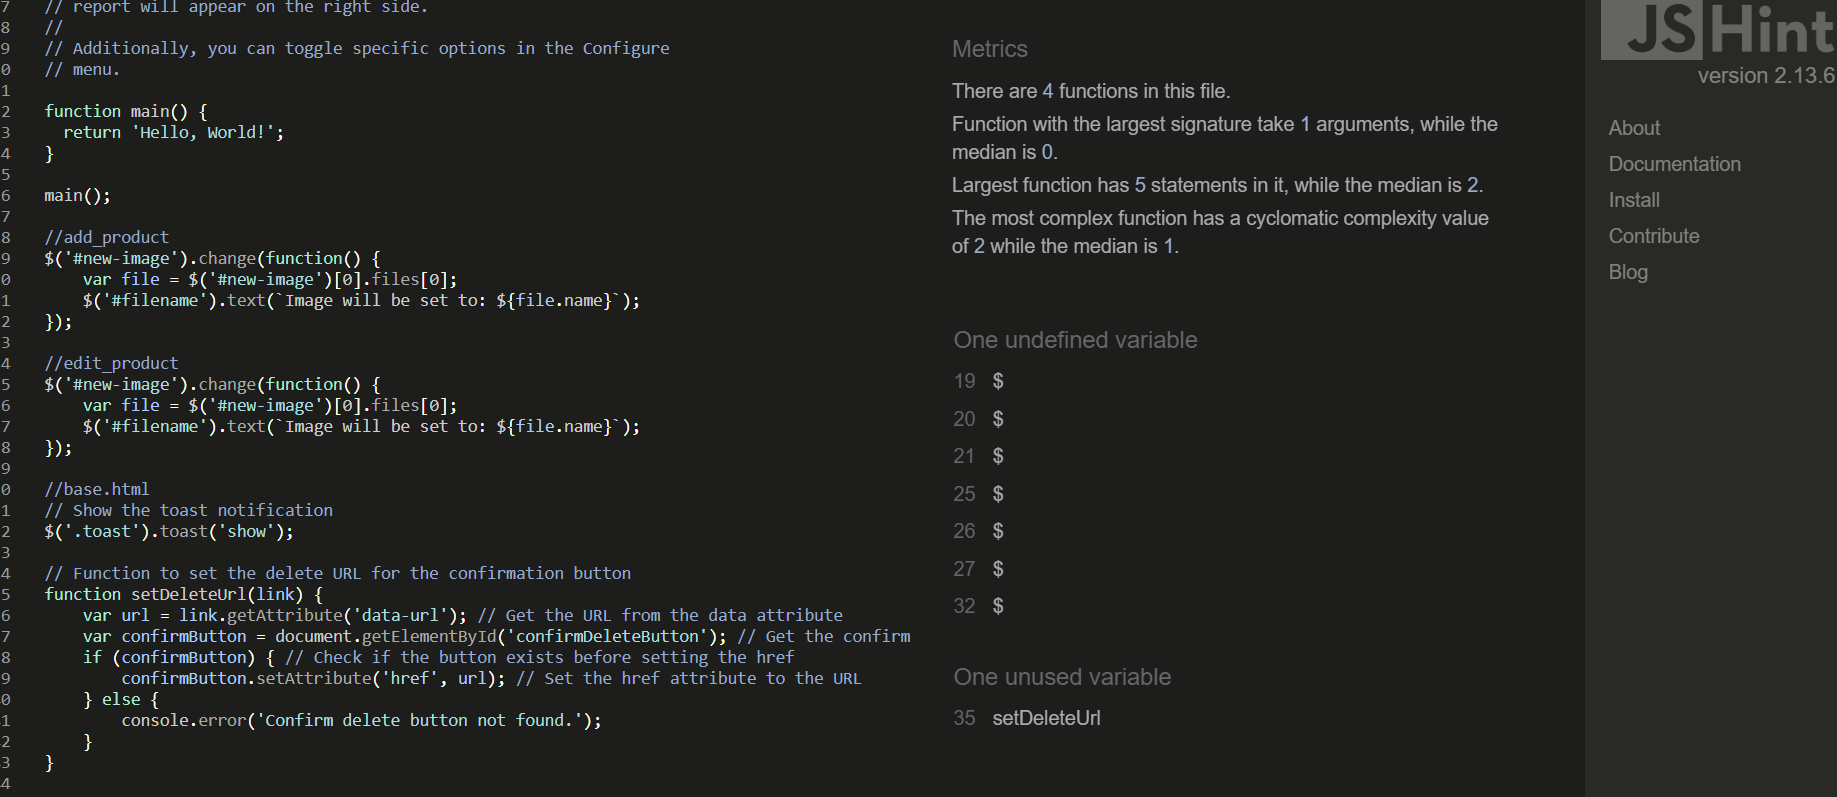 7 // report will appear on the right side.
8 //
9 // Additionally, you can toggle specific options in the Configure
0 // menu.
1
2 function main() {
3 return 'Hello, World!';
4 }
5
6 main();
7
8 //add_product
9 $('#new-image').change(function() {
0 var file = $('#new-image')[0].files[0];
1 $('#filename').text(`Image will be set to: ${file.name}`);
2 });
3
4 //edit_product
5 $('#new-image').change(function() {
6 var file = $('#new-image')[0].files[0];
7 $('#filename').text(`Image will be set to: ${file.name}`);
8 });
9
0 //base.html
1 // Show the toast notification
2 $('.toast').toast('show');
3
4 // Function to set the delete URL for the confirmation button
5 function setDeleteUrl(link) {
6 var url = link.getAttribute('data-url'); // Get the URL from the data attribute
7 var confirmButton = document.getElementById('confirmDeleteButton'); // Get the confirm
8 if (confirmButton) { // Check if the button exists before setting the href
9 confirmButton.setAttribute('href', url); // Set the href attribute to the URL
0 } else {
1 console.error('Confirm delete button not found.');
2 }
3 }
4
Metrics
There are 4 functions in this file.
Function with the largest signature take 1 arguments, while the
median is 0.
Largest function has 5 statements in it, while the median is 2.
The most complex function has a cyclomatic complexity value
of 2 while the median is 1.
One undefined variable
19 $
20 $
21 $
25 $
26 $
27 $
32 $
One unused variable
35 setDeleteUrl
JSHint
version 2.13.6
About
Documentation
Install
Contribute
Blog